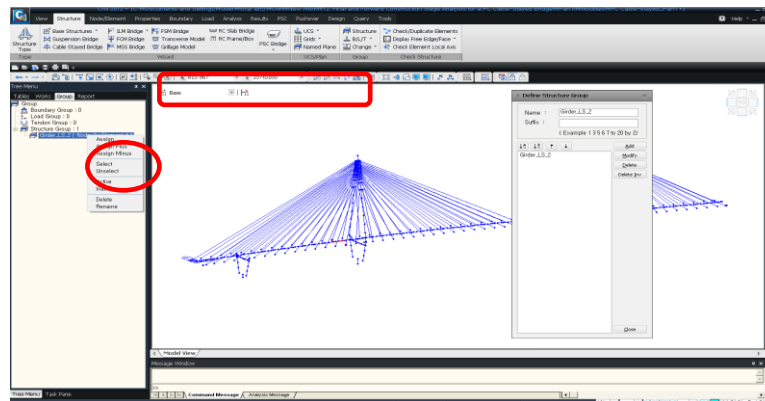 View Structure Node/Element Properties Boundary Load Analysis Results PSC Pushover Design Query Tools
Help
Structure Type
Base Structures
Suspension Bridge
Cable Stayed Bridge
ILM Bridge
FCM Bridge
MSS Bridge
FSM Bridge
Transverse Model
Grillage Model
RC Slab Bridge
RC Frame/Box
PSC Bridge
UCS
Grids
Named Plane
Structure
B/L/T
Change
Check/Duplicate Elements
Display Free Edge/Face
Check Element Local Axis
Type Wizard UCS/Plan Group Check Structure
Tree Menu
Tables Works Group Report
Group
Boundary Group : 0
Load Group : 0
Tendon Group : 0
Structure Group : 1
Assign
Assign Plus
Assign Minus
Select
Unselect
Active
Delete
Rename
Base
Define Structure Group
Name : Girder_LS_2
Suffix :
( Example 1 3 5 6 7to 20 by 2)
Add
Girder_LS_2
Modify
Delete
Close
Model View
Message Window
>>
Command Message Analysis Message
Tree Menu Task Pane